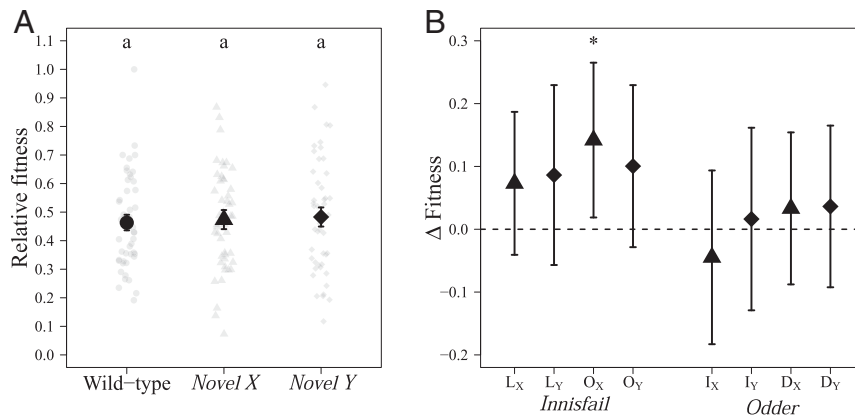 A
1.1
1.0
0.9
0.8
0.7
0.6
0.5
0.4
0.3
0.2
0.1
0.0
Relative fitness
a a a
Wild−type Novel X Novel Y
B
0.3
0.2
0.1
0.0
−0.1
−0.2
Δ Fitness
*
LX LY OX OY IX IY DX DY
Innisfail Odder